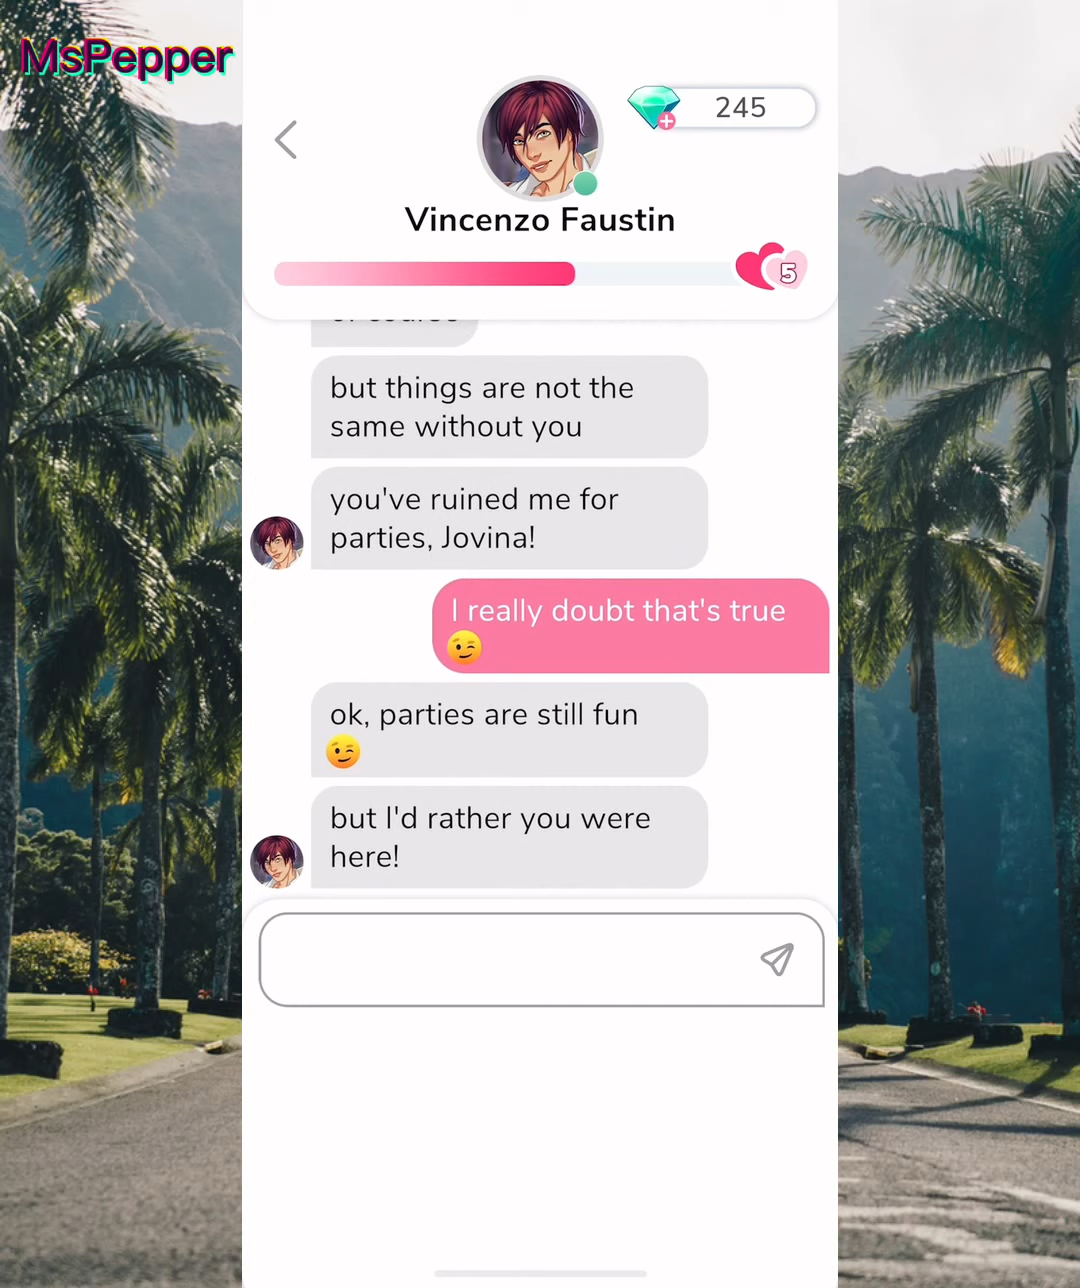 MsPepper
245
Vincenzo Faustin
5
but things are not the
same without you
you've ruined me for
parties, Jovina!
I really doubt that's true
😉
ok, parties are still fun
😉
but I'd rather you were
here!